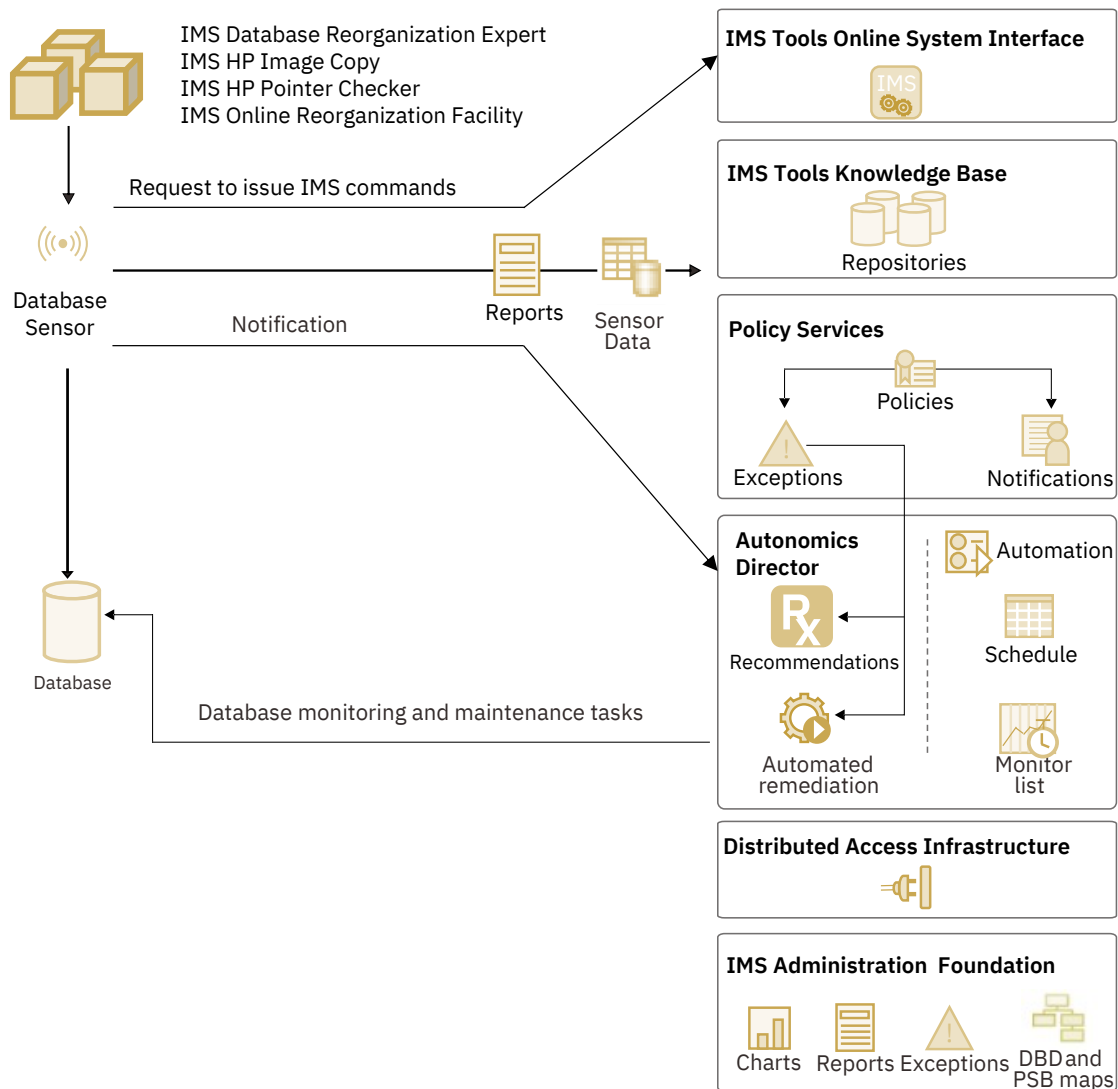 IMS Database Reorganization Expert
IMS HP Image Copy
IMS HP Pointer Checker
IMS Online Reorganization Facility
Request to issue IMS commands
Database
Sensor
Reports
Sensor
Data
Notification
Database
Database monitoring and maintenance tasks
IMS Tools Online System Interface
IMS
IMS Tools Knowledge Base
Repositories
Policy Services
Policies
Exceptions
Notifications
Autonomics
Director
Rx
Recommendations
Automated
remediation
Automation
Schedule
Monitor
list
Distributed Access Infrastructure
IMS Administration Foundation
Charts
Reports
Exceptions
DBD and
PSB maps